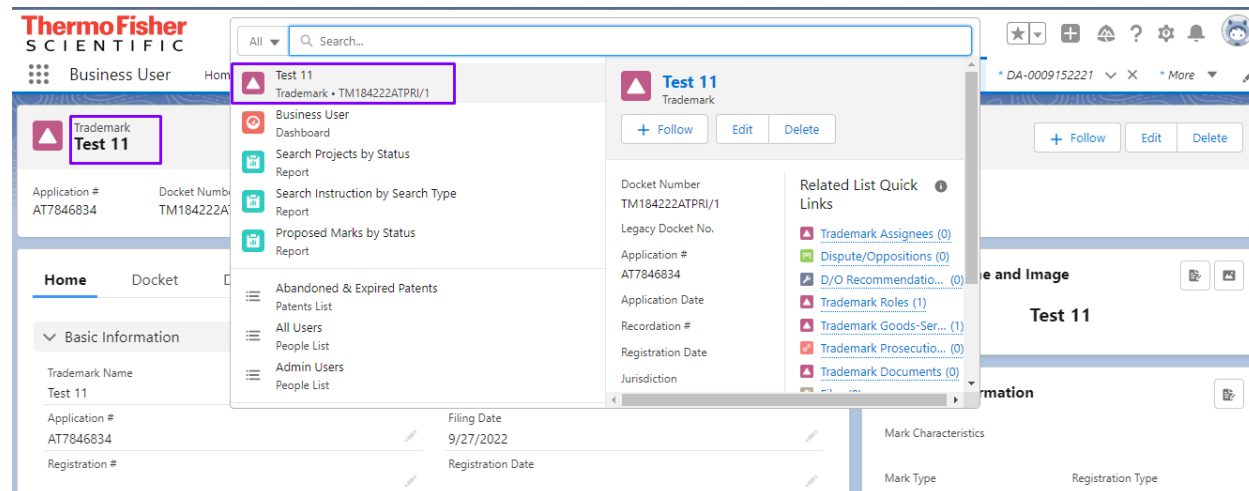 ThermoFisher
SCIENTIFIC
All
Search...
Business User
Hom
* DA-0009152221
* More
Trademark
Test 11
+ Follow
Edit
Delete
Application #
AT7846834
Docket Numb
TM184222A
Test 11
Trademark • TM184222ATPRI/1
Business User
Dashboard
Search Projects by Status
Report
Search Instruction by Search Type
Report
Proposed Marks by Status
Report
Abandoned & Expired Patents
Patents List
All Users
People List
Admin Users
People List
Test 11
Trademark
+ Follow
Edit
Delete
Docket Number
TM184222ATPRI/1
Legacy Docket No.
Application #
AT7846834
Application Date
Recordation #
Registration Date
Jurisdiction
Related List Quick
Links
Trademark Assignees (0)
Dispute/Oppositions (0)
D/O Recommendatio... (0)
Trademark Roles (1)
Trademark Goods-Ser... (1)
Trademark Prosecutio... (0)
Trademark Documents (0)
Home
Docket
Basic Information
Trademark Name
Test 11
Application #
AT7846834
Filing Date
9/27/2022
Registration #
Registration Date
e and Image
Test 11
rmation
Mark Characteristics
Mark Type
Registration Type